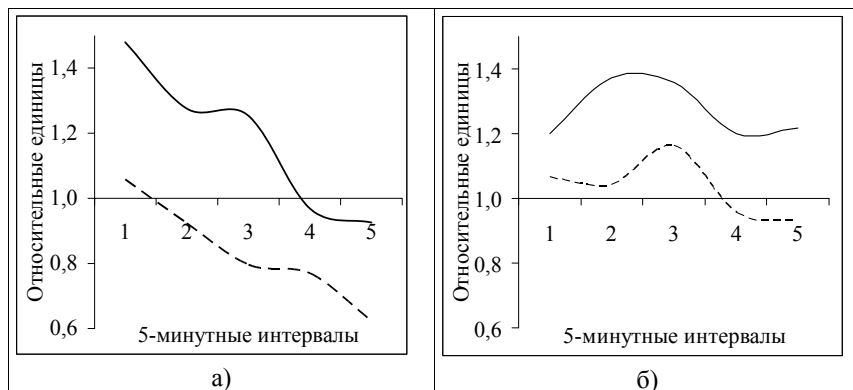 Относительные единицы
1,4
1,2
1,0
0,8
0,6
1 2 3 4 5
5-минутные интервалы
а)
Относительные единицы
1,4
1,2
1,0
0,8
0,6
1 2 3 4 5
5-минутные интервалы
б)